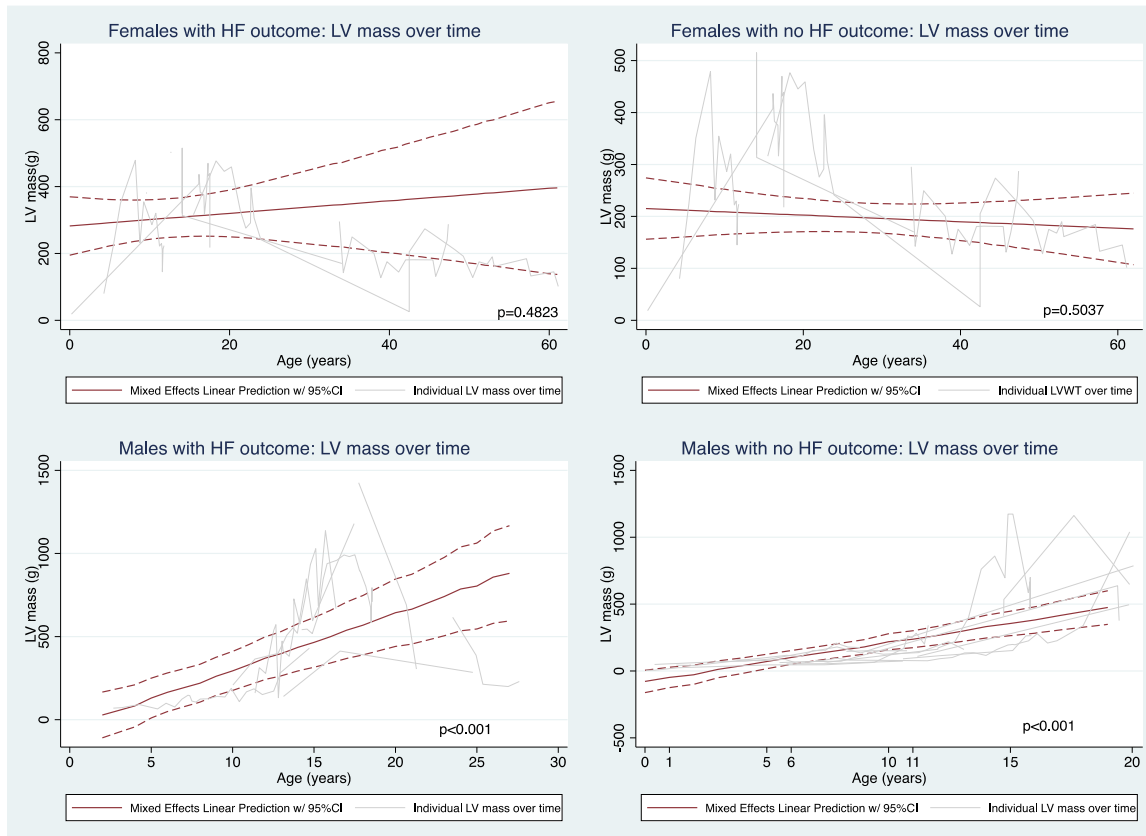 Females with HF outcome: LV mass over time
LV mass(g)
800
600
400
200
0
p=0.4823
0 20 40 60
Age (years)
Mixed Effects Linear Prediction w/ 95%CI Individual LV mass over time
Females with no HF outcome: LV mass over time
LV mass (g)
500
400
300
200
100
0
p=0.5037
0 20 40 60
Age (years)
Mixed Effects Linear Prediction w/ 95%CI Individual LVWT over time
Males with HF outcome: LV mass over time
LV mass (g)
1500
1000
500
0
p<0.001
0 5 10 15 20 25 30
Age (years)
Mixed Effects Linear Prediction w/ 95%CI Individual LV mass over time
Males with no HF outcome: LV mass over time
LV mass (g)
1500
1000
500
0
-500
p<0.001
0 1 5 6 10 11 15 20
Age (years)
Mixed Effects Linear Prediction w/ 95%CI Individual LV mass over time